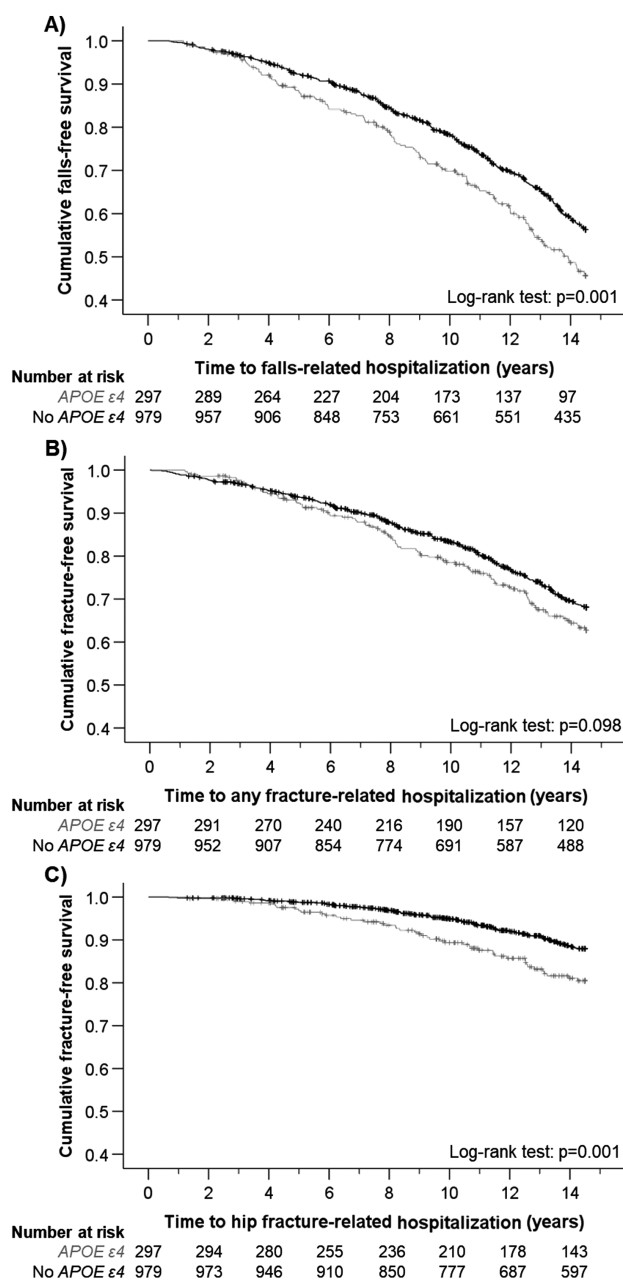 A)
1.0
0.9
0.8
0.7
0.6
0.5
0.4
Cumulative falls-free survival
Log-rank test: p=0.001
0 2 4 6 8 10 12 14
Time to falls-related hospitalization (years)
Number at risk
APOE ε4 297 289 264 227 204 173 137 97
No APOE ε4 979 957 906 848 753 661 551 435
B)
1.0
0.9
0.8
0.7
0.6
0.5
0.4
Cumulative fracture-free survival
Log-rank test: p=0.098
0 2 4 6 8 10 12 14
Time to any fracture-related hospitalization (years)
Number at risk
APOE ε4 297 291 270 240 216 190 157 120
No APOE ε4 979 952 907 854 774 691 587 488
C)
1.0
0.9
0.8
0.7
0.6
0.5
0.4
Cumulative fracture-free survival
Log-rank test: p=0.001
0 2 4 6 8 10 12 14
Time to hip fracture-related hospitalization (years)
Number at risk
APOE ε4 297 294 280 255 236 210 178 143
No APOE ε4 979 973 946 910 850 777 687 597